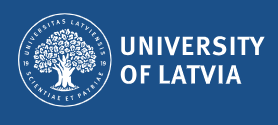 UNIVERSITAS LATVIENSIS
19 19
SCIENTIAE ET PATRIAE
UNIVERSITY
OF LATVIA